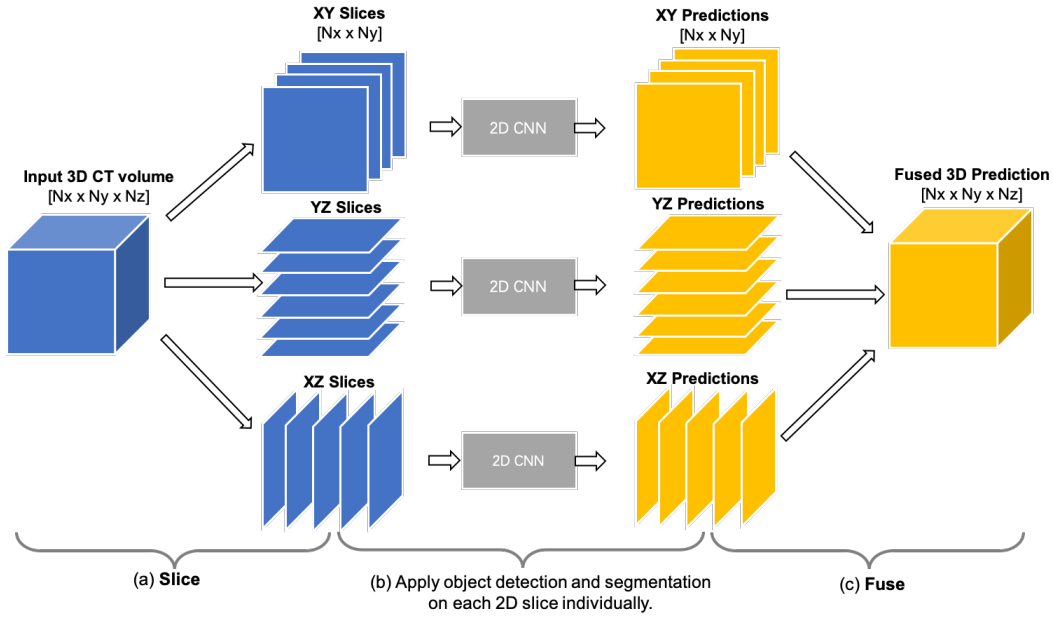 XY Slices
[Nx x Ny]
XY Predictions
[Nx x Ny]
2D CNN
Input 3D CT volume
[Nx x Ny x Nz]
Fused 3D Prediction
[Nx x Ny x Nz]
YZ Slices
YZ Predictions
2D CNN
XZ Slices
XZ Predictions
2D CNN
(a) Slice
(b) Apply object detection and segmentation
on each 2D slice individually.
(c) Fuse